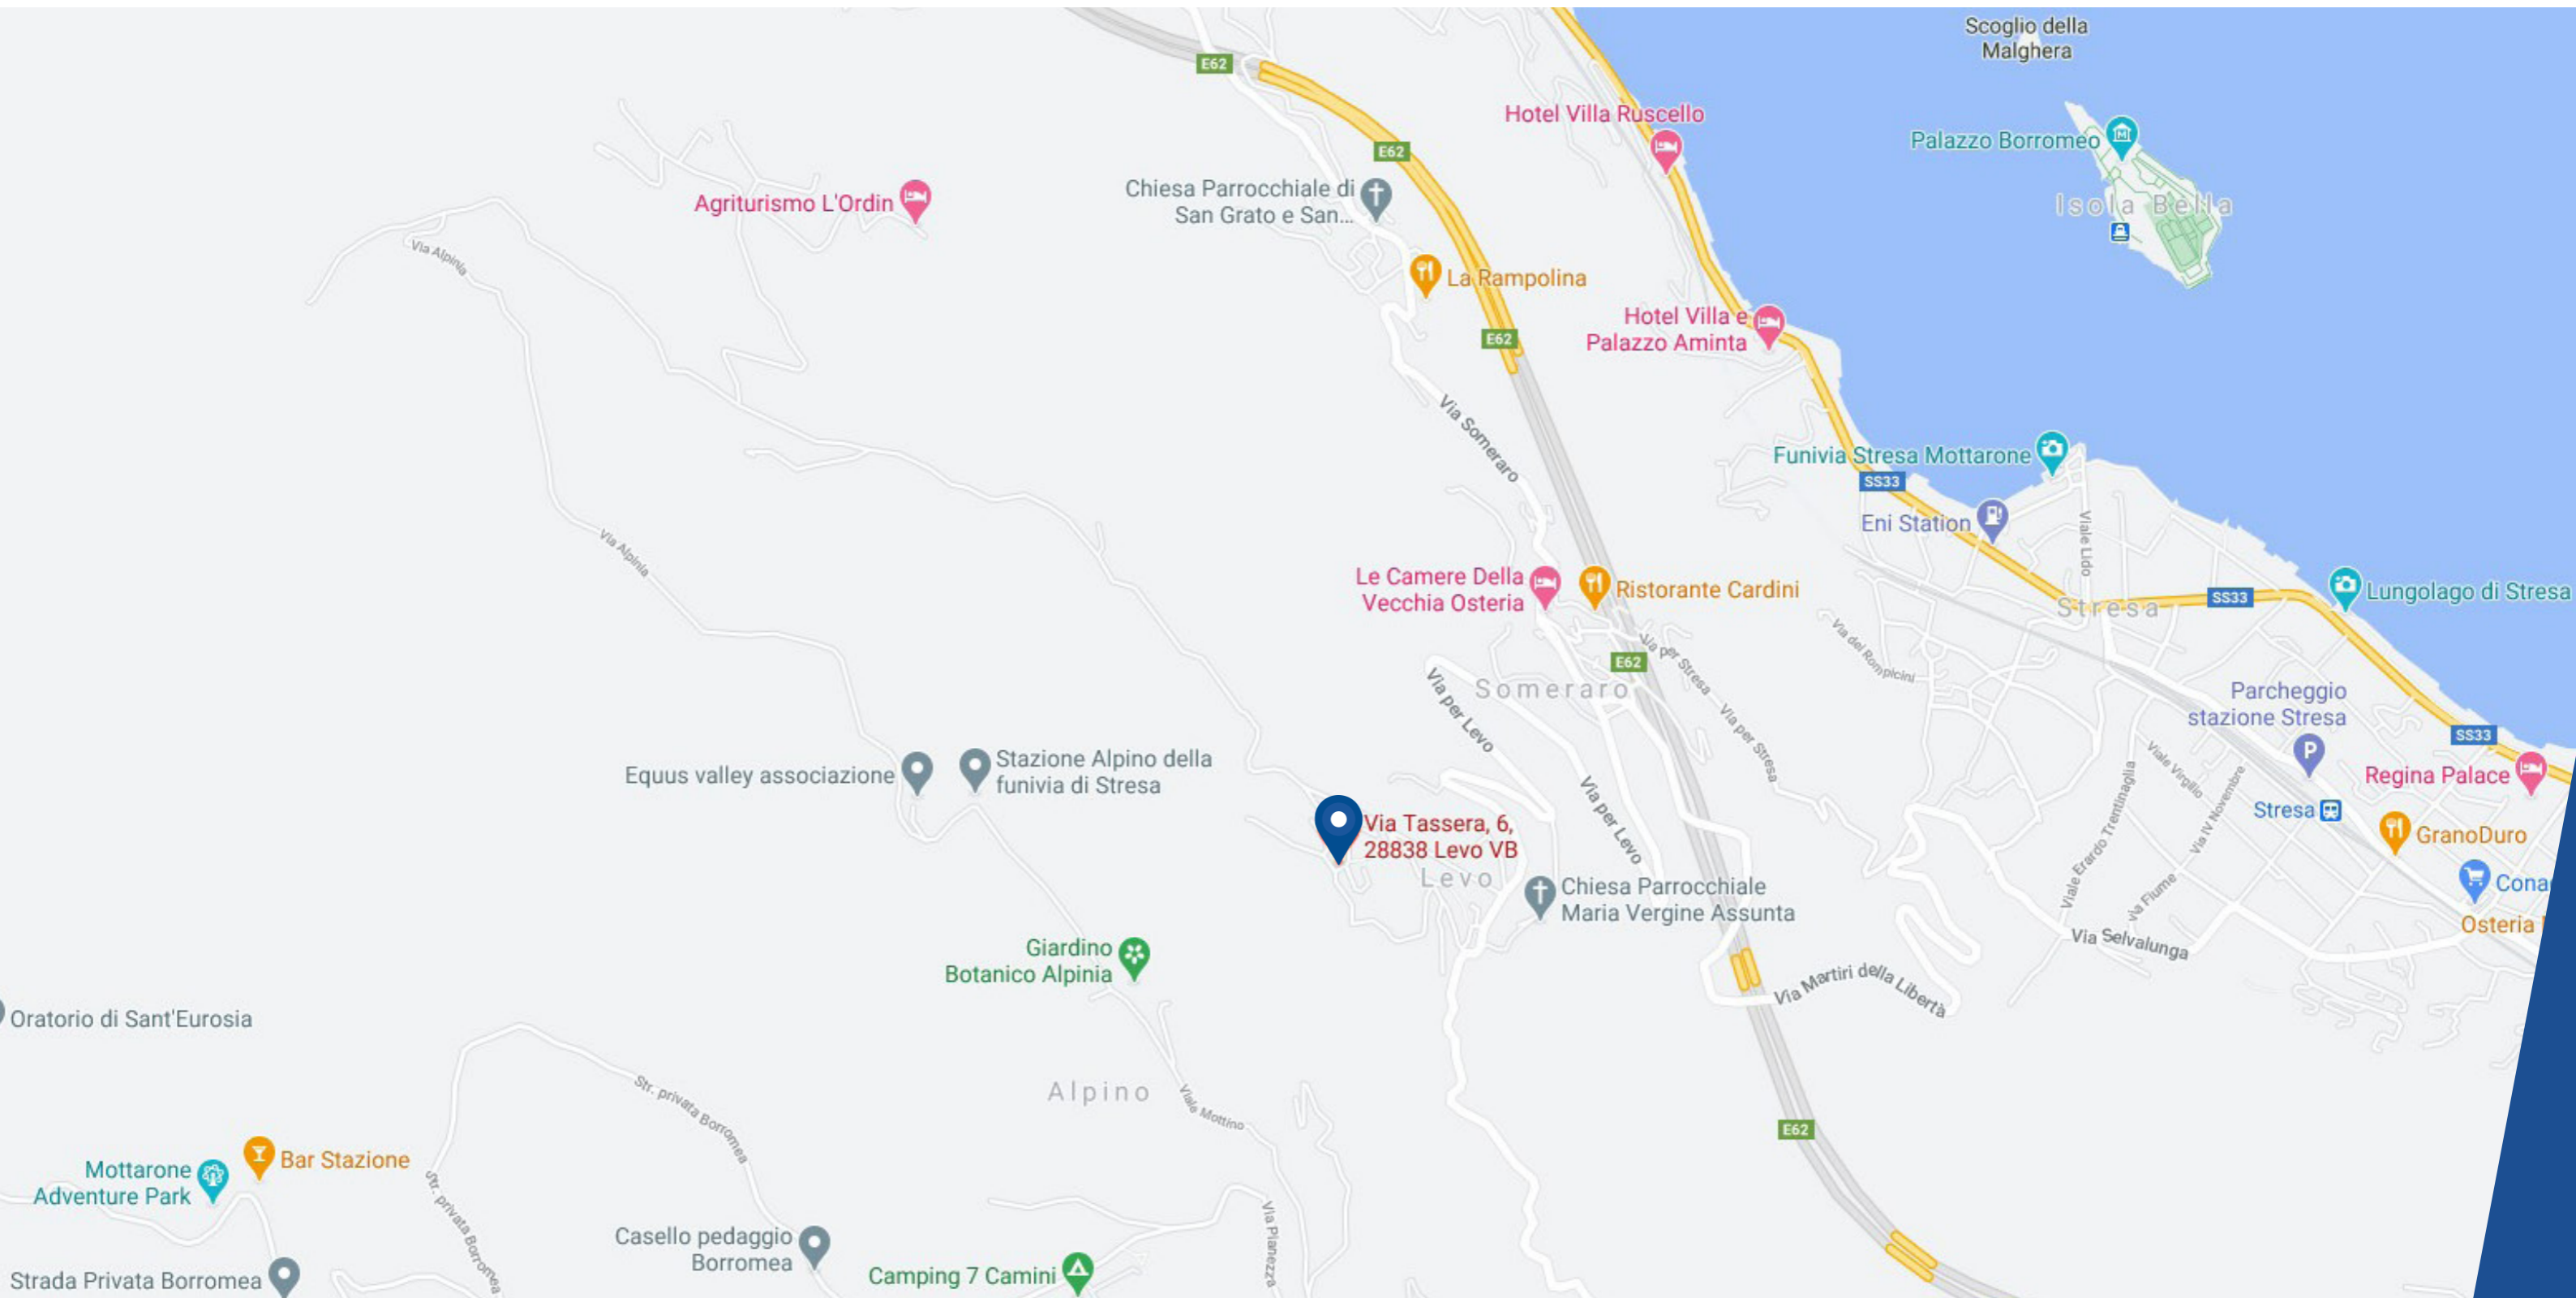 Scoglio della
Malghera
E62
Hotel Villa Ruscello
Palazzo Borromeo
E62
Agriturismo L'Ordin
Chiesa Parrocchiale di
San Grato e San...
Isola Bella
Via Alpinia
La Rampolina
Hotel Villa e
Palazzo Aminta
E62
Via Someraro
Funivia Stresa Mottarone
SS33
Eni Station
Viale Lido
Via Alpinia
Le Camere Della
Vecchia Osteria
Ristorante Cardini
Lungolago di Stresa
SS33
Stresa
Via per Stresa
Via dei Rompicini
E62
Someraro
Via per Levo
Parcheggio
stazione Stresa
P
Via per Stresa
SS33
Equus valley associazione
Stazione Alpino della
funivia di Stresa
Viale Virgilio
Regina Palace
Via per Levo
Viale Erardo Trentinaglia
Via IV Novembre
Stresa
Via Tassera, 6,
28838 Levo VB
Levo
GranoDuro
Chiesa Parrocchiale
Maria Vergine Assunta
via Fiume
Cona
Osteria
Via Selvalunga
Giardino
Botanico Alpinia
Via Martiri della Libertà
Oratorio di Sant'Eurosia
Str. privata Borromea
Alpino
Viale Mottino
E62
Mottarone
Adventure Park
Bar Stazione
Str. privata Borromea
Via Pianezza
Casello pedaggio
Borromea
Camping 7 Camini
Strada Privata Borromea